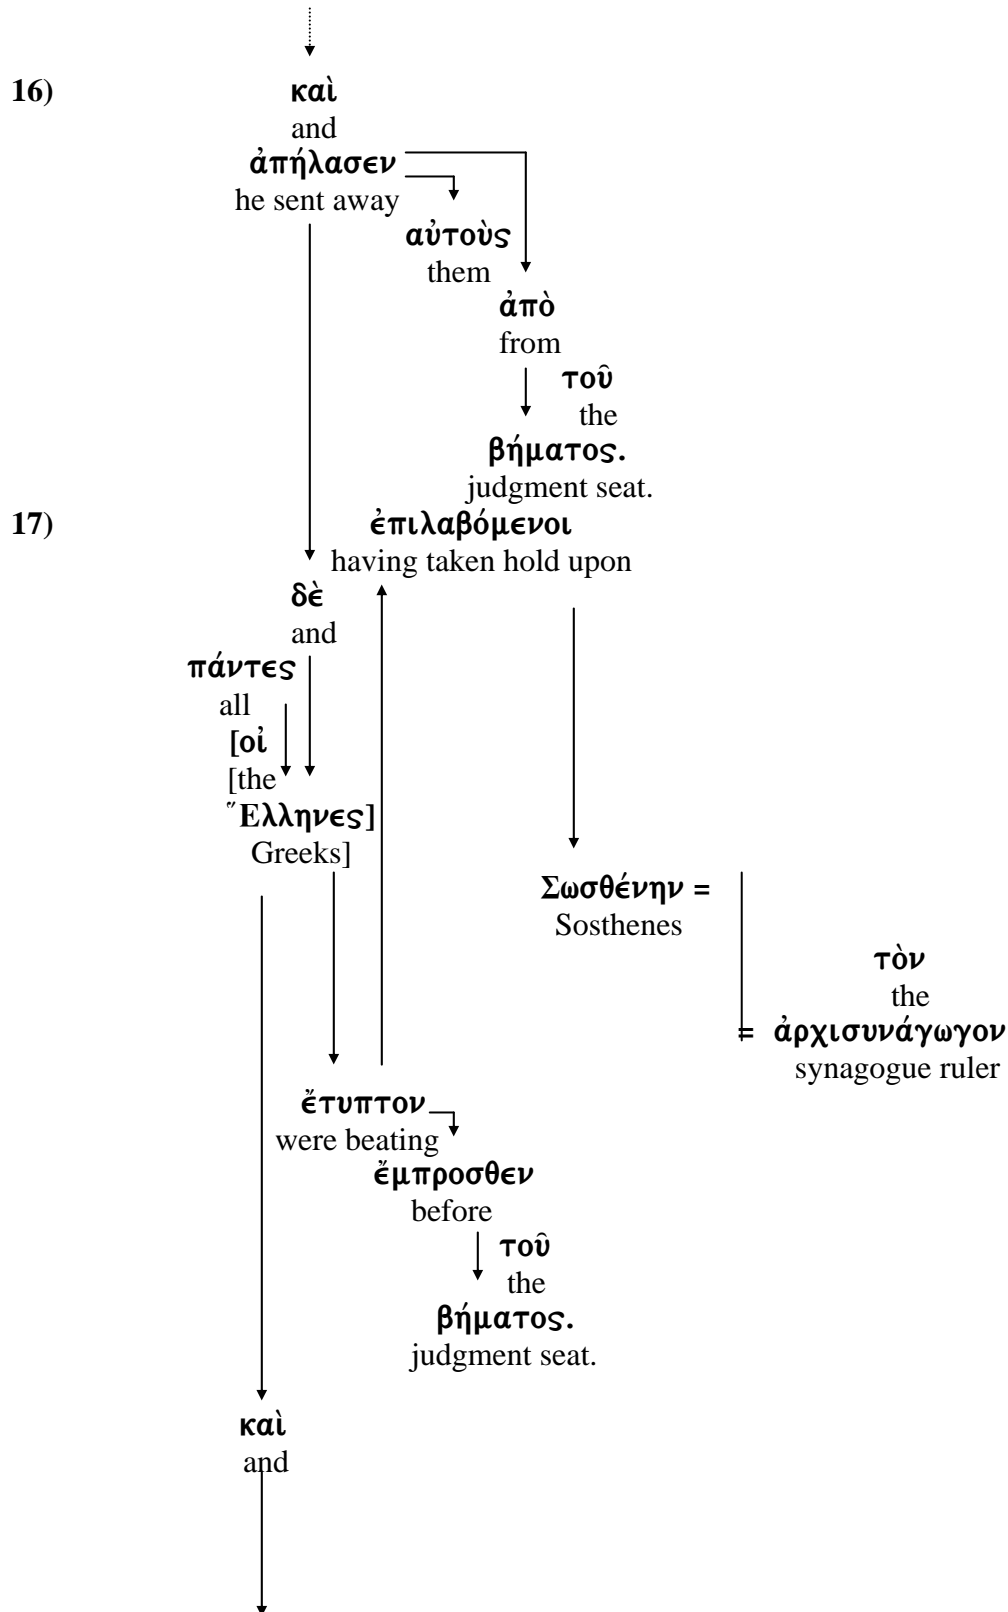 16)
καὶ
and
ἀπήλασεν
he sent away
αὐτοὺς
them
ἀπὸ
from
τοῦ
the
βήματος.
judgment seat.
17)
ἐπιλαβόμενοι
having taken hold upon
δὲ
and
πάντες
all
[οἱ
[the
῞Ελληνες]
Greeks]
Σωσθένην =
Sosthenes
τὸν
the
= ἀρχισυνάγωγον
synagogue ruler
ἔτυπτον
were beating
ἔμπροσθεν
before
τοῦ
the
βήματος.
judgment seat.
καὶ
and